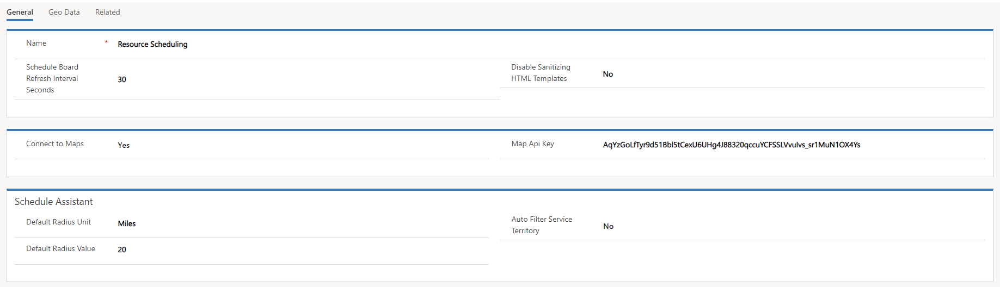 General Geo Data Related
Name * Resource Scheduling
Schedule Board
Refresh Interval
Seconds
30
Disable Sanitizing
HTML Templates
No
Connect to Maps Yes
Map Api Key AqYzGoLfTyr9d51Bbl5tCexU6UHg4J88320qccuYCFSSLVvulvs_sr1MuN1OX4Ys
Schedule Assistant
Default Radius Unit Miles
Auto Filter Service
Territory
No
Default Radius Value 20